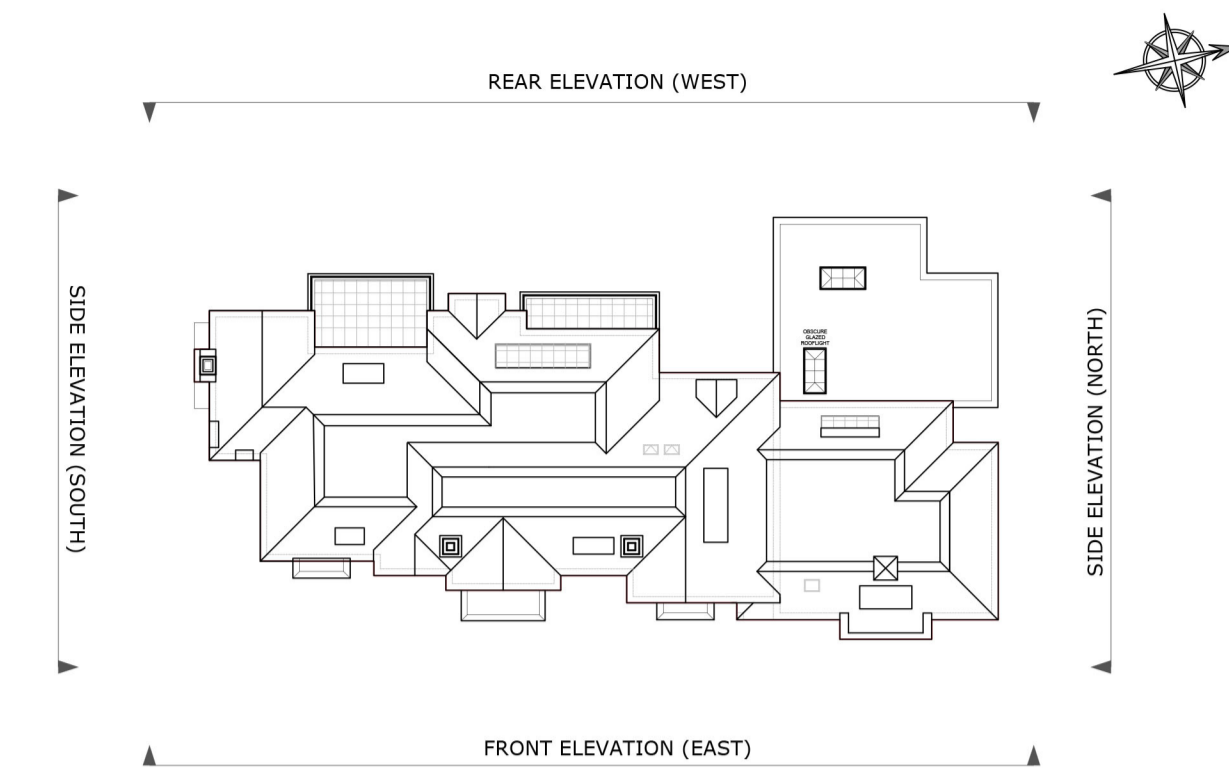 REAR ELEVATION (WEST)
SIDE ELEVATION (SOUTH)
OBSCURE
GLAZED
ROOFLIGHT
SIDE ELEVATION (NORTH)
FRONT ELEVATION (EAST)